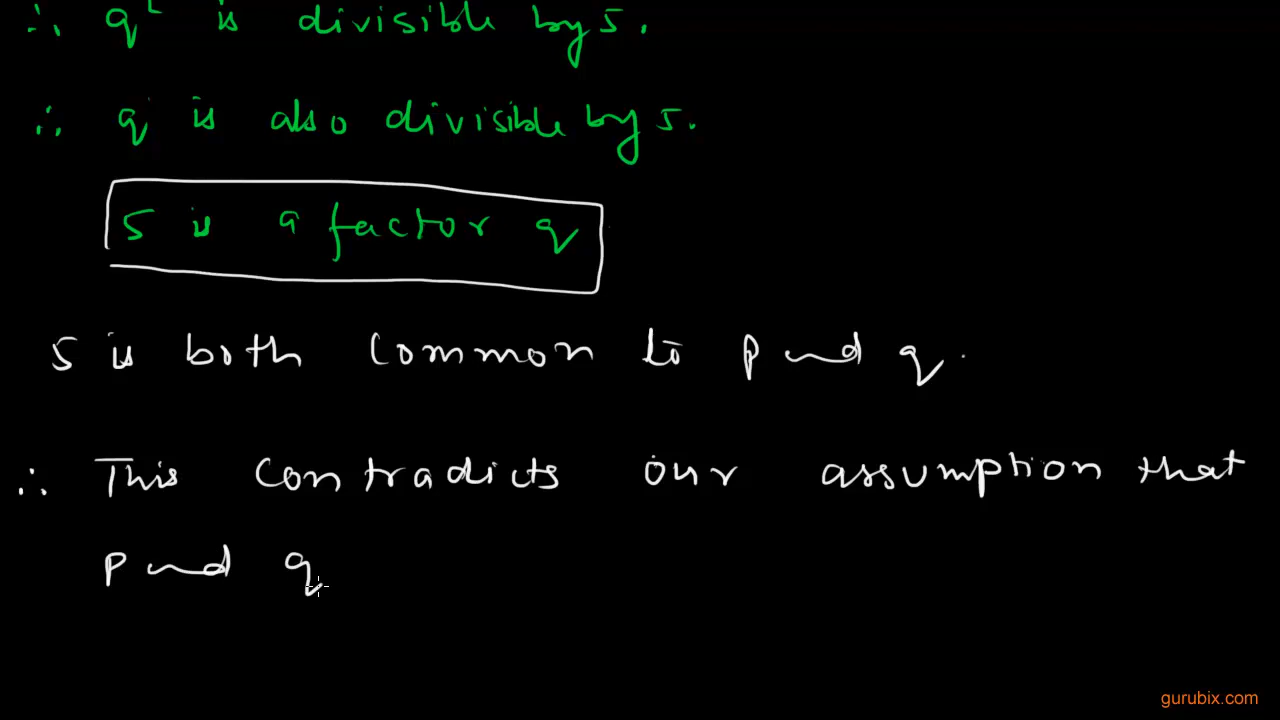 ∴ q² is divisible by 5.
∴ q is also divisible by 5.
5 is a factor q
5 is both common to p and q.
∴ This contradicts our assumption that
p and q
gurubix.com